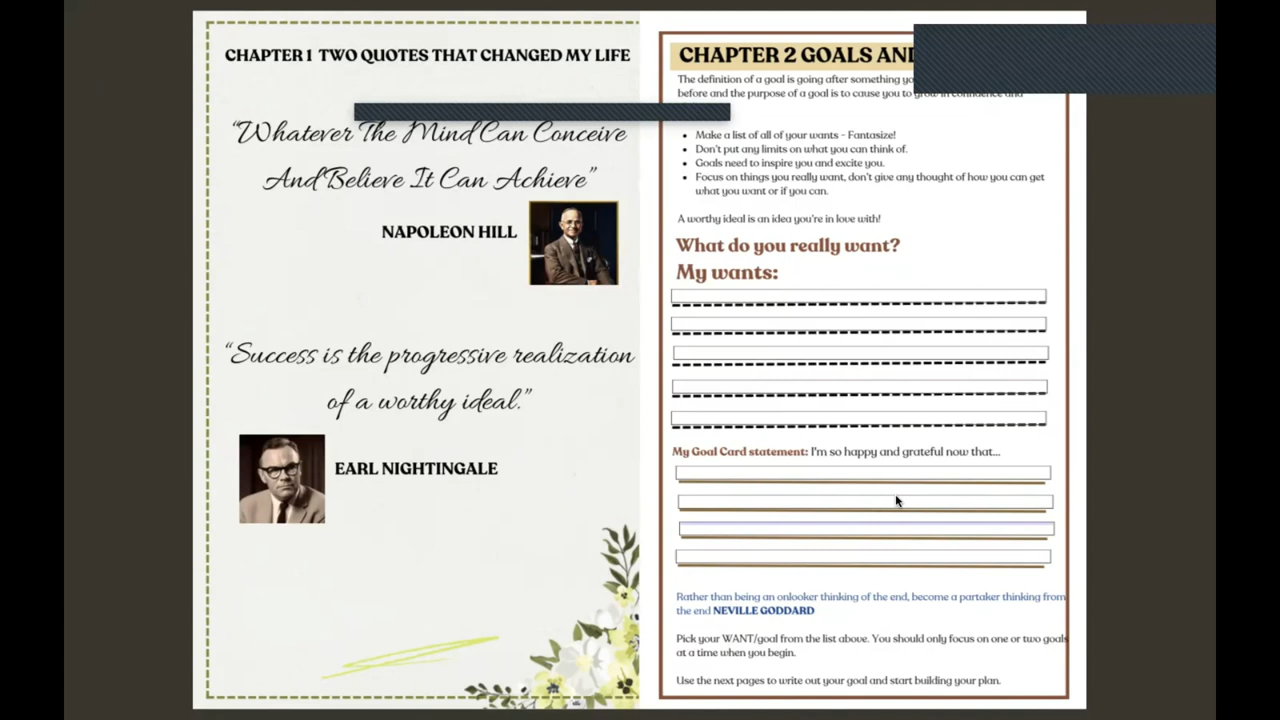 CHAPTER 1 TWO QUOTES THAT CHANGED MY LIFE
“Whatever The Mind Can Conceive
And Believe It Can Achieve”
NAPOLEON HILL
“Success is the progressive realization
of a worthy ideal.”
EARL NIGHTINGALE
CHAPTER 2 GOALS AND
The definition of a goal is going after something
before and the purpose of a goal is to cause you to grow in confidence and
• Make a list of all of your wants - Fantasize!
• Don't put any limits on what you can think of.
• Goals need to inspire you and excite you.
• Focus on things you really want, don't give any thought of how you can get
what you want or if you can.
A worthy ideal is an idea you're in love with!
What do you really want?
My wants:
My Goal Card statement: I'm so happy and grateful now that...
Rather than being an onlooker thinking of the end, become a partaker thinking from
the end NEVILLE GODDARD
Pick your WANT/goal from the list above. You should only focus on one or two goals
at a time when you begin.
Use the next pages to write out your goal and start building your plan.